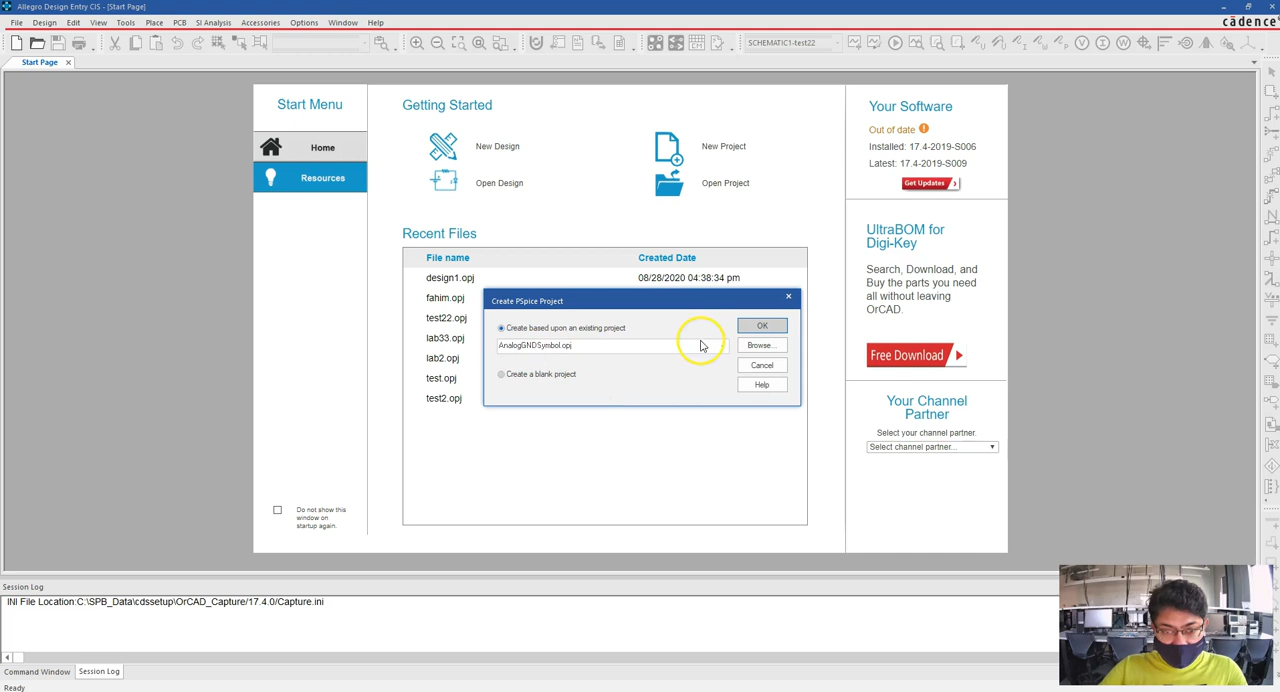 Allegro Design Entry CIS - [Start Page]
File Design Edit View Tools Place PCB SI Analysis Accessories Options Window Help
cādence
SCHEMATIC1-test22
Start Page
Start Menu
Home
Resources
Do not show this
window on
startup again.
Getting Started
New Design
New Project
Open Design
Open Project
Recent Files
File name Created Date
design1.opj 08/28/2020 04:38:34 pm
fahim.opj
test22.opj
lab33.opj
lab2.opj
test.opj
test2.opj
Create PSpice Project
Create based upon an existing project
AnalogGNDSymbol.opj
Create a blank project
OK
Browse...
Cancel
Help
Your Software
Out of date
Installed: 17.4-2019-S006
Latest: 17.4-2019-S009
Get Updates
UltraBOM for
Digi-Key
Search, Download, and
Buy the parts you need
all without leaving
OrCAD.
Free Download
Your Channel
Partner
Select your channel partner.
Select channel partner...
Session Log
INI File Location:C:\SPB_Data\cdssetup\OrCAD_Capture/17.4.0/Capture.ini
Command Window Session Log
Ready